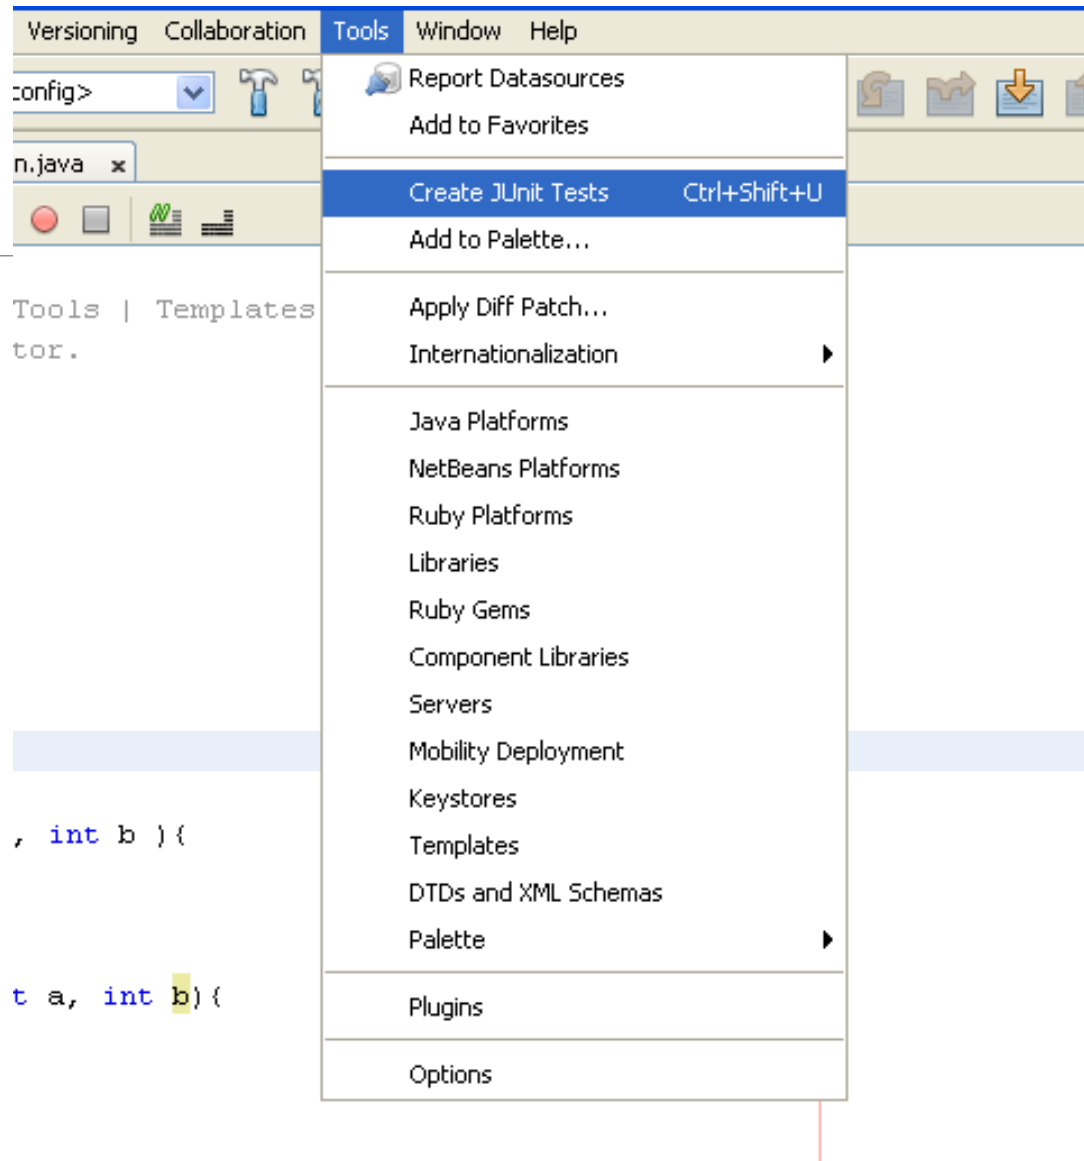 Versioning Collaboration Tools Window Help
config>
Report Datasources
Add to Favorites
n.java x
Create JUnit Tests Ctrl+Shift+U
Add to Palette...
Tools | Templates
tor.
Apply Diff Patch...
Internationalization
Java Platforms
NetBeans Platforms
Ruby Platforms
Libraries
Ruby Gems
Component Libraries
Servers
Mobility Deployment
Keystores
Templates
DTDs and XML Schemas
Palette
, int b ){
t a, int b){
Plugins
Options